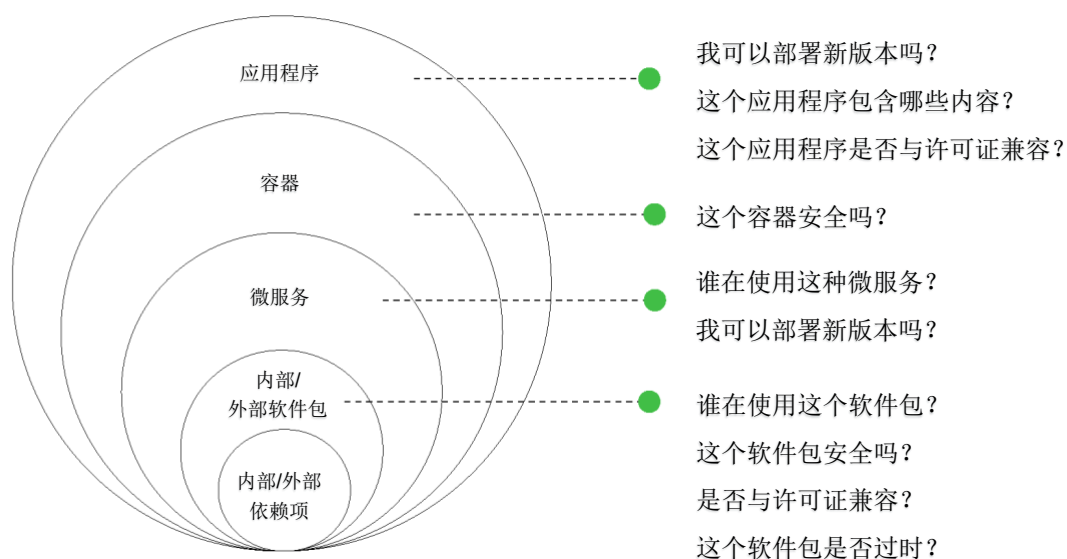 应用程序
我可以部署新版本吗？
这个应用程序包含哪些内容？
这个应用程序是否与许可证兼容？
容器
这个容器安全吗？
微服务
谁在使用这种微服务？
我可以部署新版本吗？
内部/
外部软件包
谁在使用这个软件包？
这个软件包安全吗？
是否与许可证兼容？
这个软件包是否过时？
内部/外部
依赖项